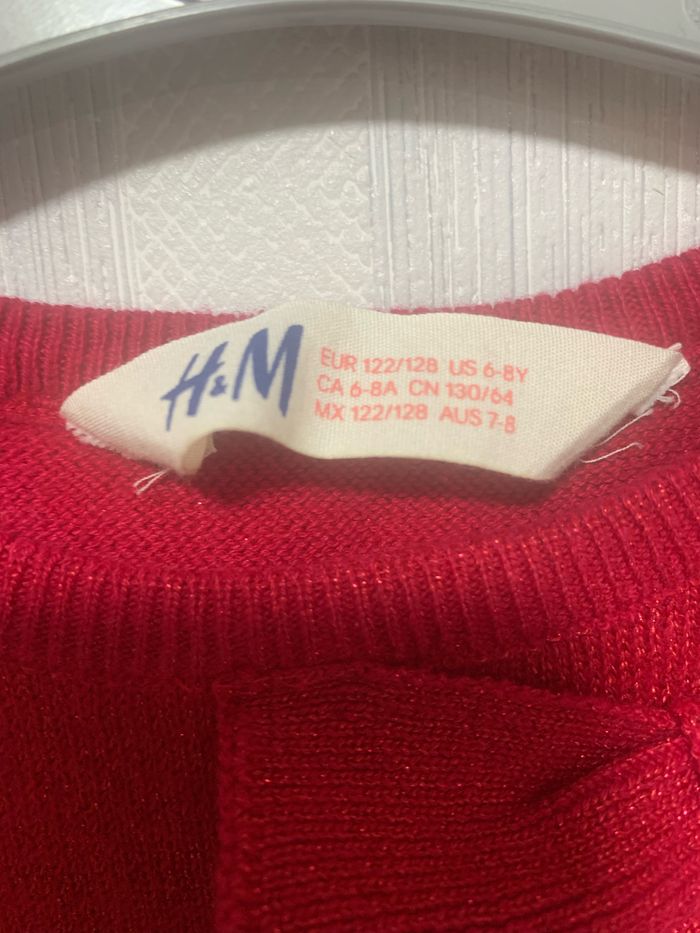 H&M
EUR 122/128 US 6-8Y
CA 6-8A CN 130/64
MX 122/128 AUS 7-8